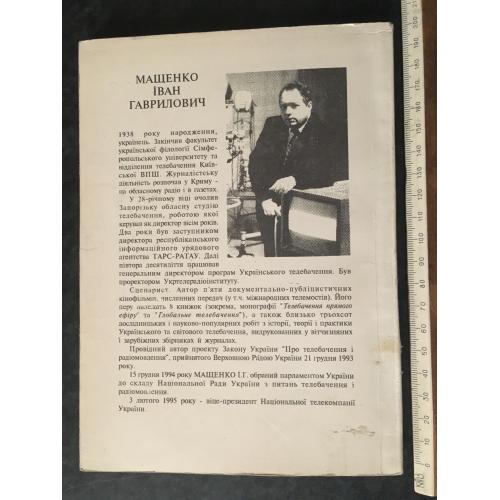 МАЩЕНКО
ІВАН
ГАВРИЛОВИЧ
1938 року народження,
українець. Закінчив факультет
української філології Сімфе-
ропольського університету та
відділення телебачення Київ-
ської ВПШ. Журналістську
діяльність розпочав у Криму -
на обласному радіо і в газетах.
У 28-річному віці очолив
Запорізьку обласну студію
телебачення, роботою якої
керував як директор вісім років.
Два роки був заступником
директора республіканського
інформаційного урядового
агентства ТАРС-РАТАУ. Далі
півтора десятиліття працював
генеральним директором програм Українського телебачення. Був
проректором Укртелерадіоінституту.
Сценарист. Автор п'яти документально-публіцистичних
кінофільмів, численних передач (у т.ч. міжнародних телемостів). Його
перу належать 8 книжок (зокрема, монографії "Телебачення прямого
ефіру" та "Глобальне телебачення"), а також близько трьохсот
дослідницьких і науково-популярних робіт з історії, теорії і практики
Українського та світового телебачення, видрукованих у вітчизняних
і зарубіжних збірниках й журналах.
Провідний автор проекту Закону України "Про телебачення і
радіомовлення", прийнятого Верховною Радою України 21 грудня 1993
року.
15 грудня 1994 року МАЩЕНКО І.Г. обраний парламентом України
до складу Національної Ради України з питань телебачення і
радіомовлення.
3 лютого 1995 року - віце-президент Національної телекомпанії
України.